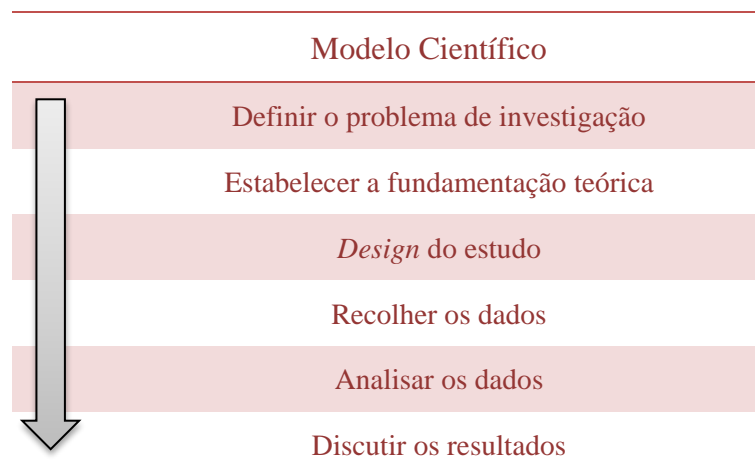 Modelo Científico
Definir o problema de investigação
Estabelecer a fundamentação teórica
Design do estudo
Recolher os dados
Analisar os dados
Discutir os resultados